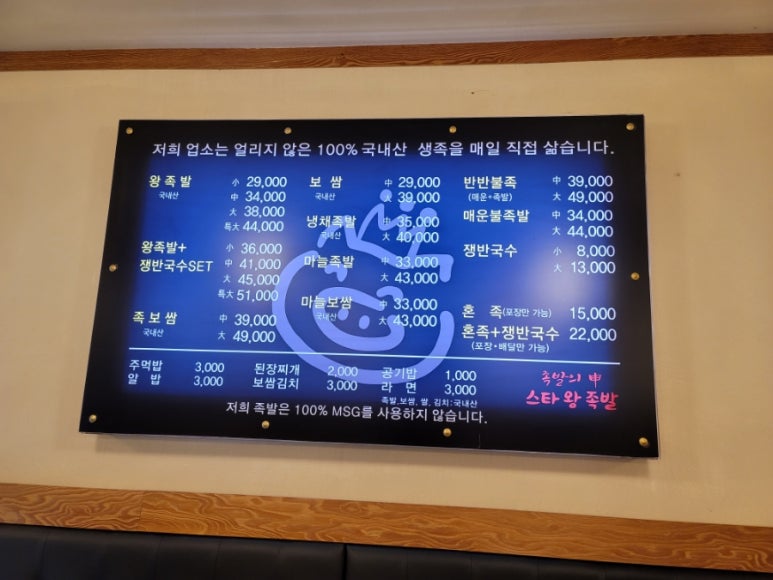 저희 업소는 얼리지 않은 100% 국내산 생족을 매일 직접 삶습니다.
왕족발 小 29,000
국내산 中 34,000
大 38,000
특大 44,000
왕족발+ 小 36,000
쟁반국수SET 中 41,000
大 45,000
특大 51,000
족보쌈 中 39,000
국내산 大 49,000
보쌈 中 29,000
국내산 大 39,000
냉채족발 中 35,000
국내산 大 40,000
마늘족발 中 33,000
국내산 大 43,000
마늘보쌈 中 33,000
국내산 大 43,000
반반불족 中 39,000
(매운+족발) 大 49,000
매운불족발 中 34,000
大 44,000
쟁반국수 小 8,000
大 13,000
혼 족(포장만 가능) 15,000
혼족+쟁반국수 22,000
(포장·배달만 가능)
주먹밥 3,000 된장찌개 2,000 공기밥 1,000
알 밥 3,000 보쌈김치 3,000 라 면 3,000
족발,보쌈,쌀,김치:국내산
저희 족발은 100% MSG를 사용하지 않습니다.
족발의 申
스타왕족발